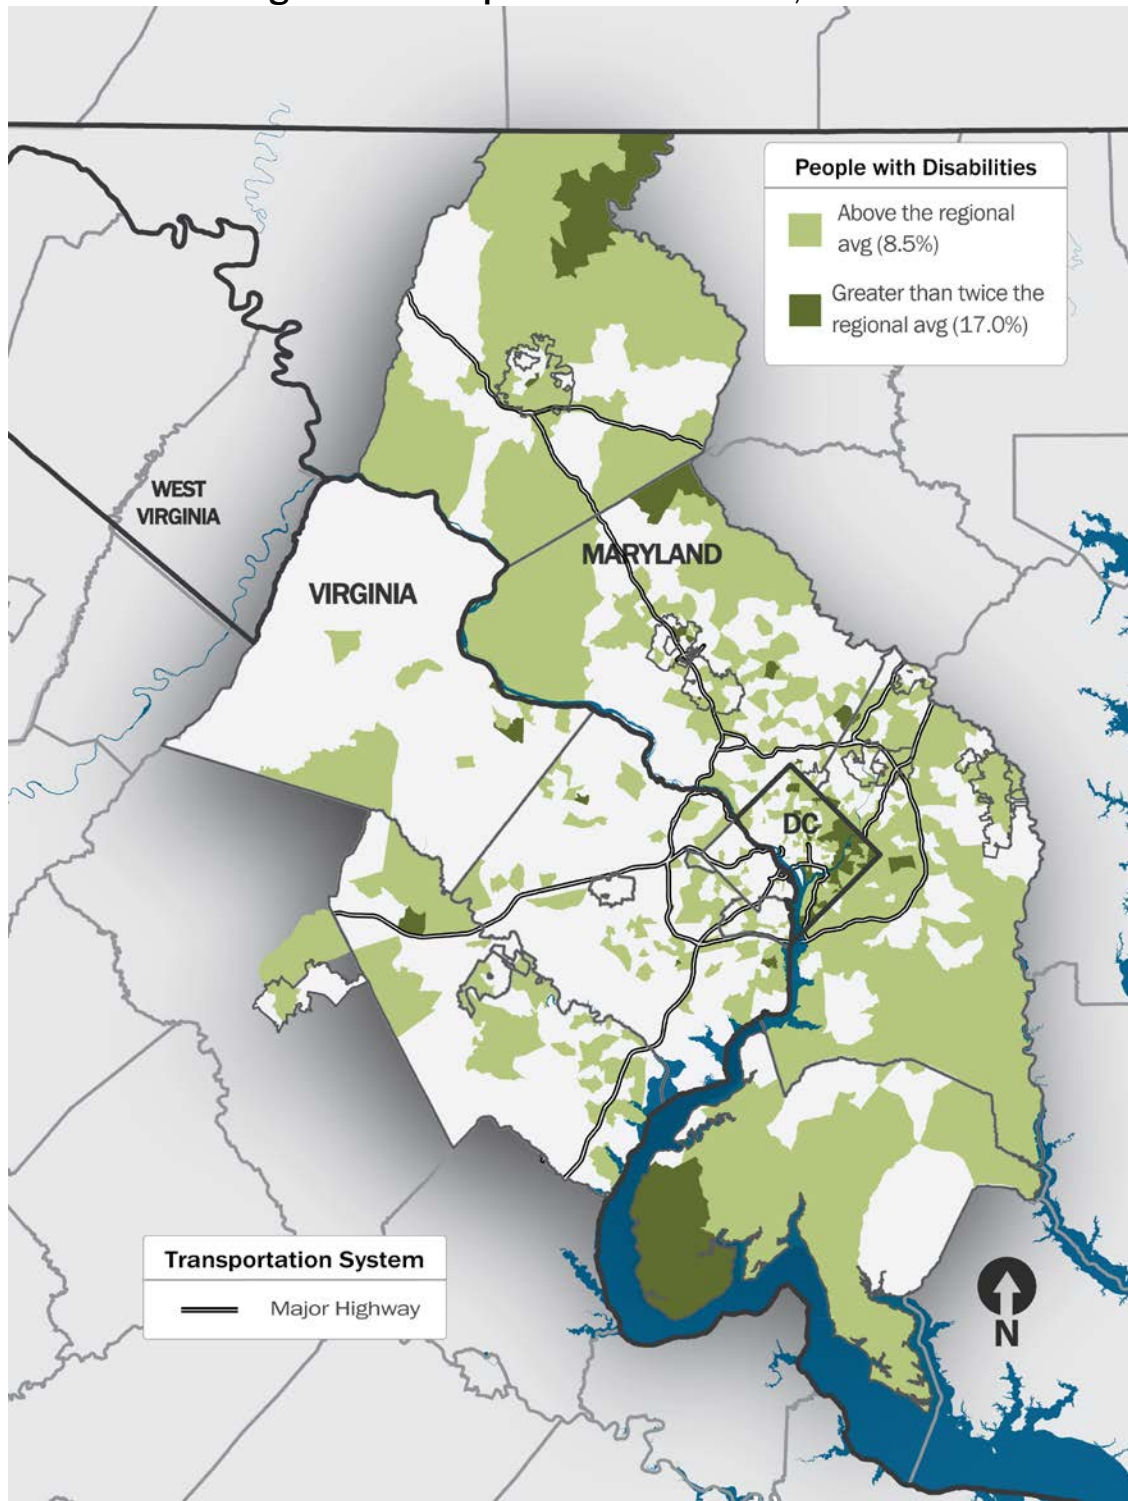 People with Disabilities
Above the regional
avg (8.5%)
Greater than twice the
regional avg (17.0%)
WEST
VIRGINIA
MARYLAND
VIRGINIA
DC
Transportation System
Major Highway
N